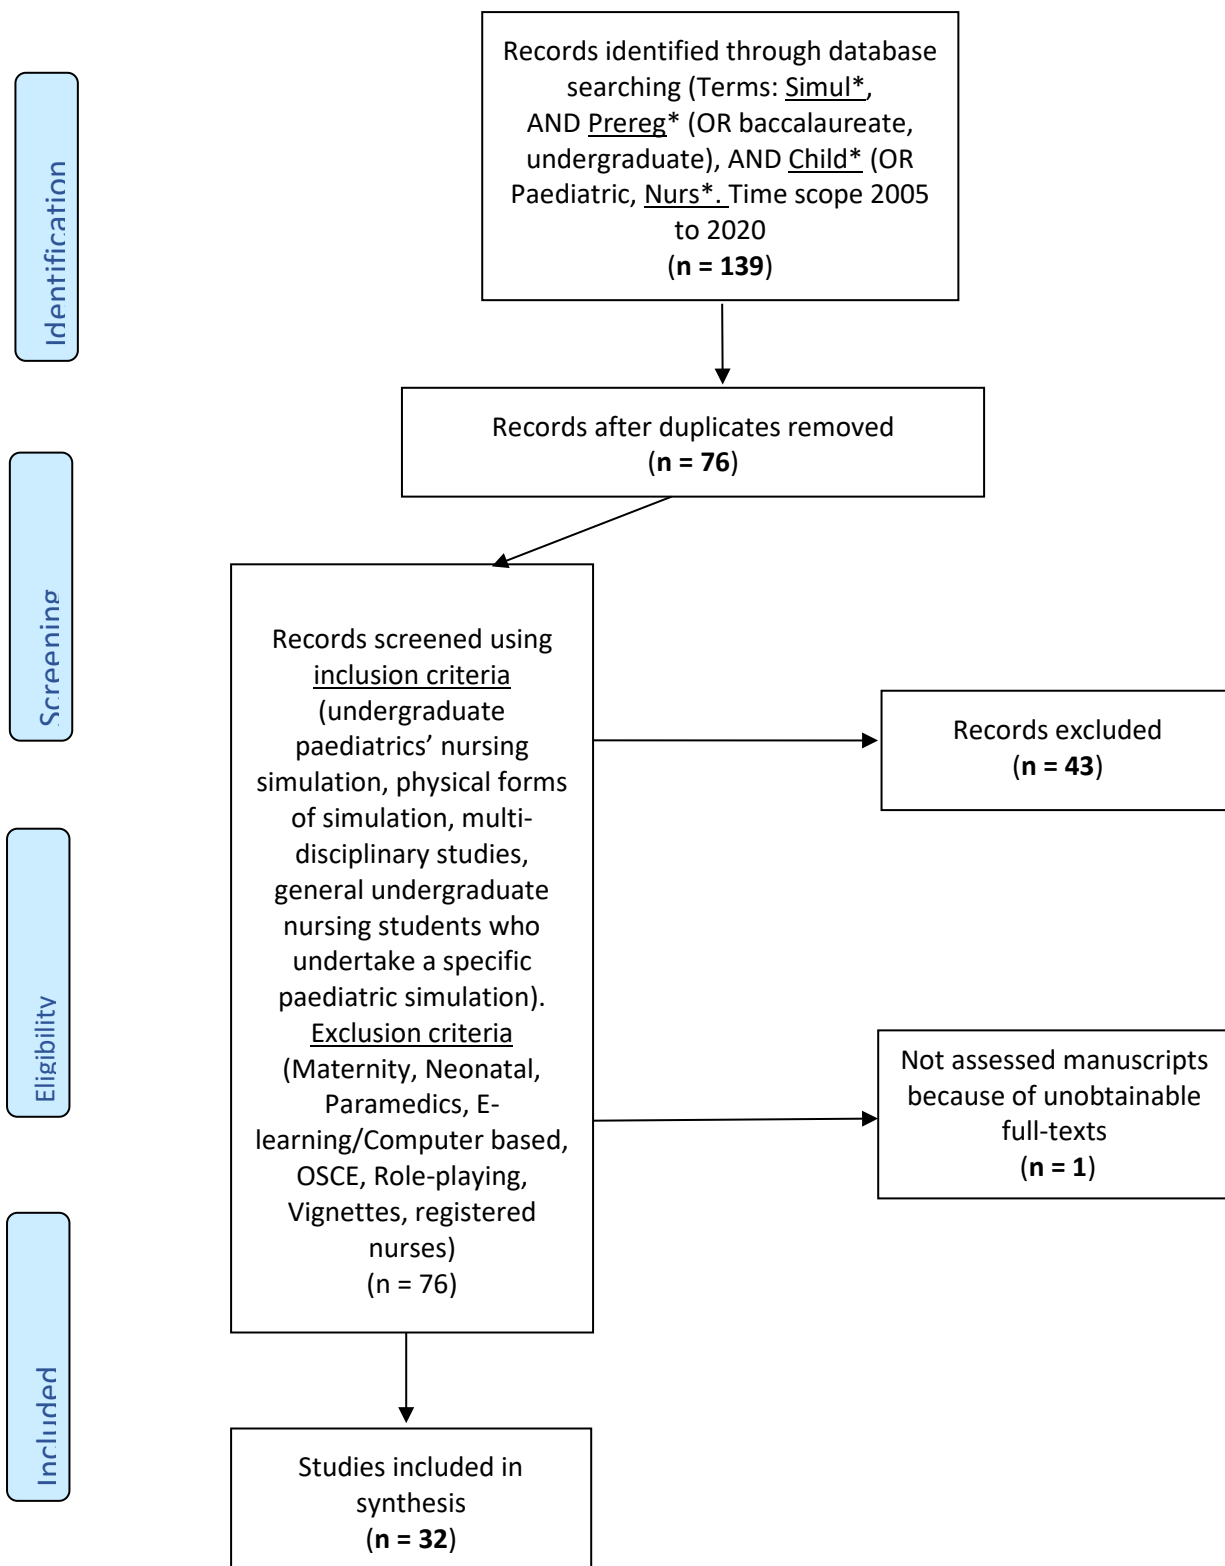 Identification
Records identified through database
searching (Terms: Simul*,
AND Prereg* (OR baccalaureate,
undergraduate), AND Child* (OR
Paediatric, Nurs*. Time scope 2005
to 2020
(n = 139)
Records after duplicates removed
(n = 76)
Screening
Records screened using
inclusion criteria
(undergraduate
paediatrics’ nursing
simulation, physical forms
of simulation, multi-
disciplinary studies,
general undergraduate
nursing students who
undertake a specific
paediatric simulation).
Exclusion criteria
(Maternity, Neonatal,
Paramedics, E-
learning/Computer based,
OSCE, Role-playing,
Vignettes, registered
nurses)
(n = 76)
Records excluded
(n = 43)
Eligibility
Not assessed manuscripts
because of unobtainable
full-texts
(n = 1)
Included
Studies included in
synthesis
(n = 32)